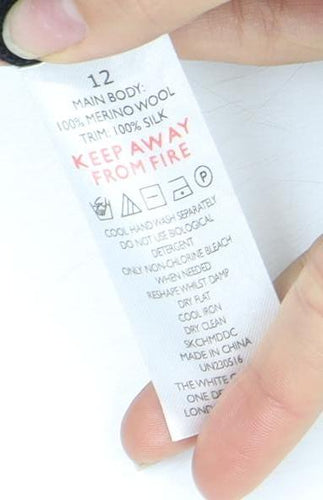 12
MAIN BODY:
100% MERINO WOOL
TRIM: 100% SILK
KEEP AWAY
FROM FIRE
P
COOL HAND WASH SEPARATELY
DO NOT USE BIOLOGICAL
DETERGENT
ONLY NON-CHLORINE BLEACH
WHEN NEEDED
RESHAPE WHILST DAMP
DRY FLAT
COOL IRON
DRY CLEAN
SKCHMDDC
MADE IN CHINA
UN230516
THE WHITE
ONE DE
LOND